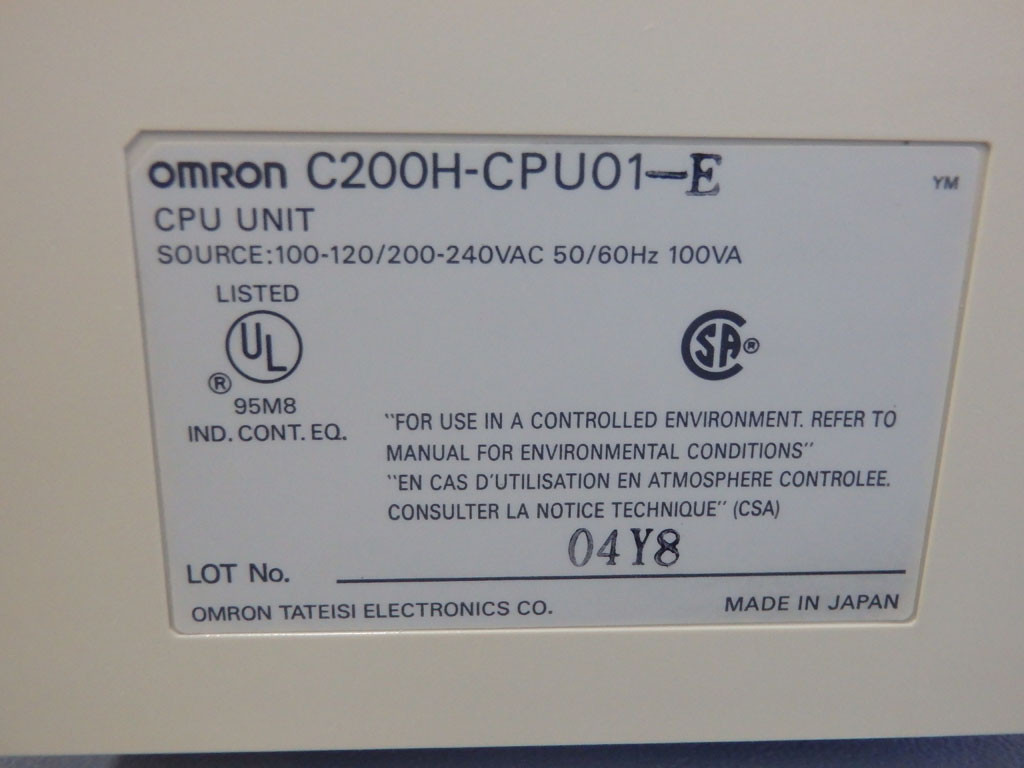 omron C200H-CPU01-E
YM
CPU UNIT
SOURCE:100-120/200-240VAC 50/60Hz 100VA
LISTED
UL
®
95M8
IND. CONT. EQ.
SA®
"FOR USE IN A CONTROLLED ENVIRONMENT. REFER TO
MANUAL FOR ENVIRONMENTAL CONDITIONS"
"EN CAS D'UTILISATION EN ATMOSPHERE CONTROLEE.
CONSULTER LA NOTICE TECHNIQUE" (CSA)
LOT No. 04Y8
OMRON TATEISI ELECTRONICS CO.
MADE IN JAPAN